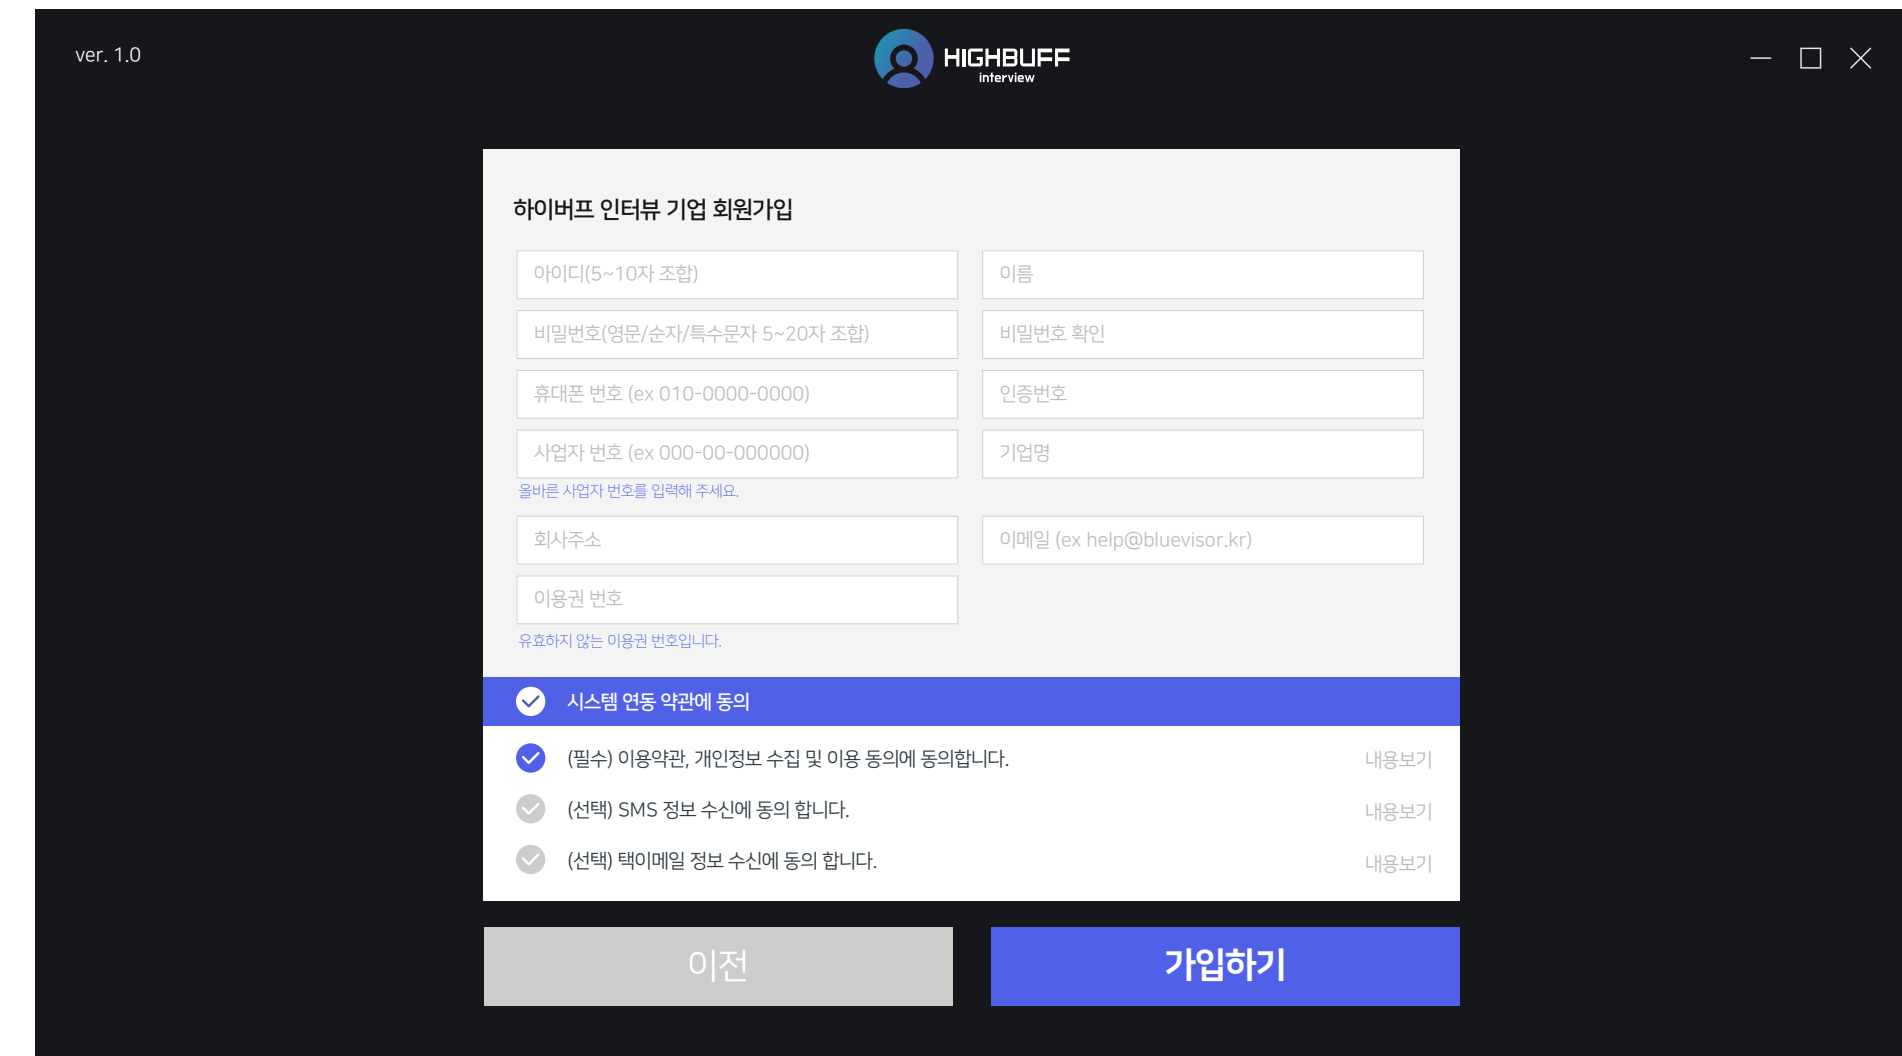 ver. 1.0
HIGHBUFF
interview
하이버프 인터뷰 기업 회원가입
아이디(5~10자 조합)
이름
비밀번호(영문/순자/특수문자 5~20자 조합)
비밀번호 확인
휴대폰 번호 (ex 010-0000-0000)
인증번호
사업자 번호 (ex 000-00-000000)
기업명
올바른 사업자 번호를 입력해 주세요.
회사주소
이메일 (ex help@bluevisor.kr)
이용권 번호
유효하지 않는 이용권 번호입니다.
시스템 연동 약관에 동의
(필수) 이용약관, 개인정보 수집 및 이용 동의에 동의합니다.
내용보기
(선택) SMS 정보 수신에 동의 합니다.
내용보기
(선택) 택이메일 정보 수신에 동의 합니다.
내용보기
이전
가입하기